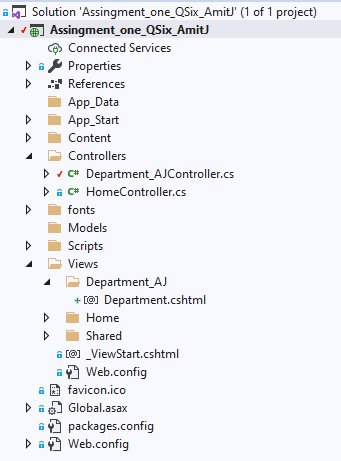 Solution 'Assingment_one_QSix_AmitJ' (1 of 1 project)
Assingment_one_QSix_AmitJ
Connected Services
Properties
References
App_Data
App_Start
Content
Controllers
C# Department_AJController.cs
C# HomeController.cs
fonts
Models
Scripts
Views
Department_AJ
[@] Department.cshtml
Home
Shared
[@] _ViewStart.cshtml
Web.config
favicon.ico
Global.asax
packages.config
Web.config